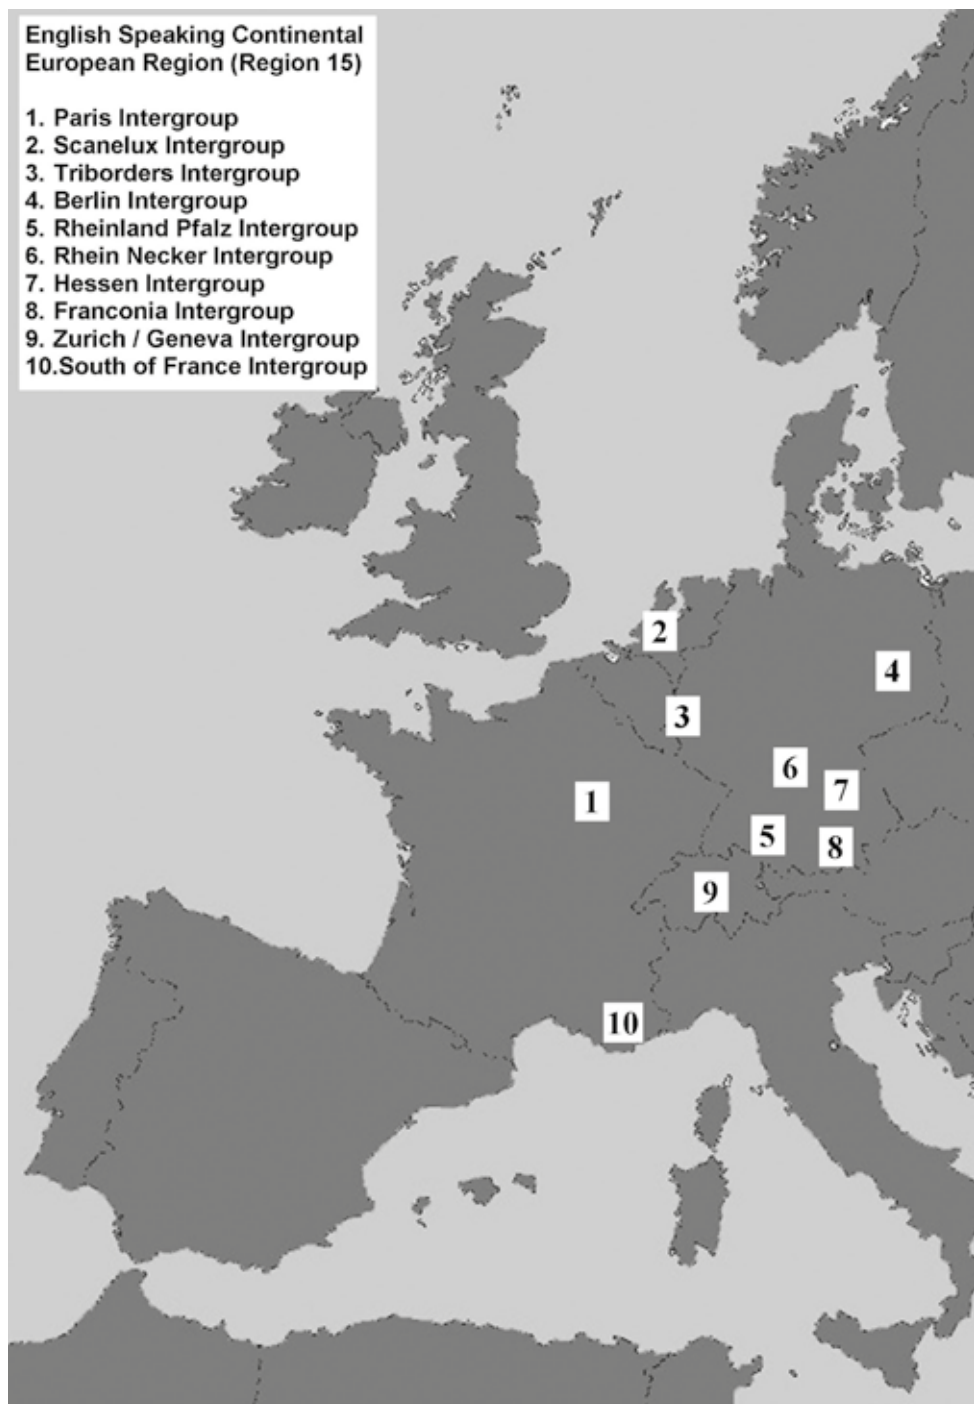 English Speaking Continental
European Region (Region 15)
1. Paris Intergroup
2. Scanelux Intergroup
3. Triborders Intergroup
4. Berlin Intergroup
5. Rheinland Pfalz Intergroup
6. Rhein Necker Intergroup
7. Hessen Intergroup
8. Franconia Intergroup
9. Zurich / Geneva Intergroup
10.South of France Intergroup
2
4
3
6
7
1
5
8
9
10